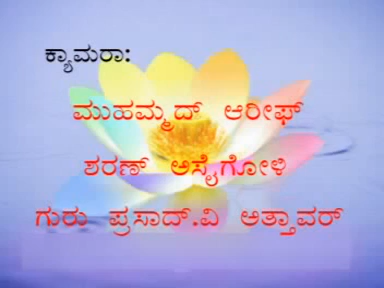 ಕ್ಯಾಮರಾ:
ಮುಹಮ್ಮದ್ ಆರೀಫ್
ಶರಣ್ ಅಸೈಗೋಳಿ
ಗುರು ಪ್ರಸಾದ್.ವಿ ಅತ್ತಾವರ್